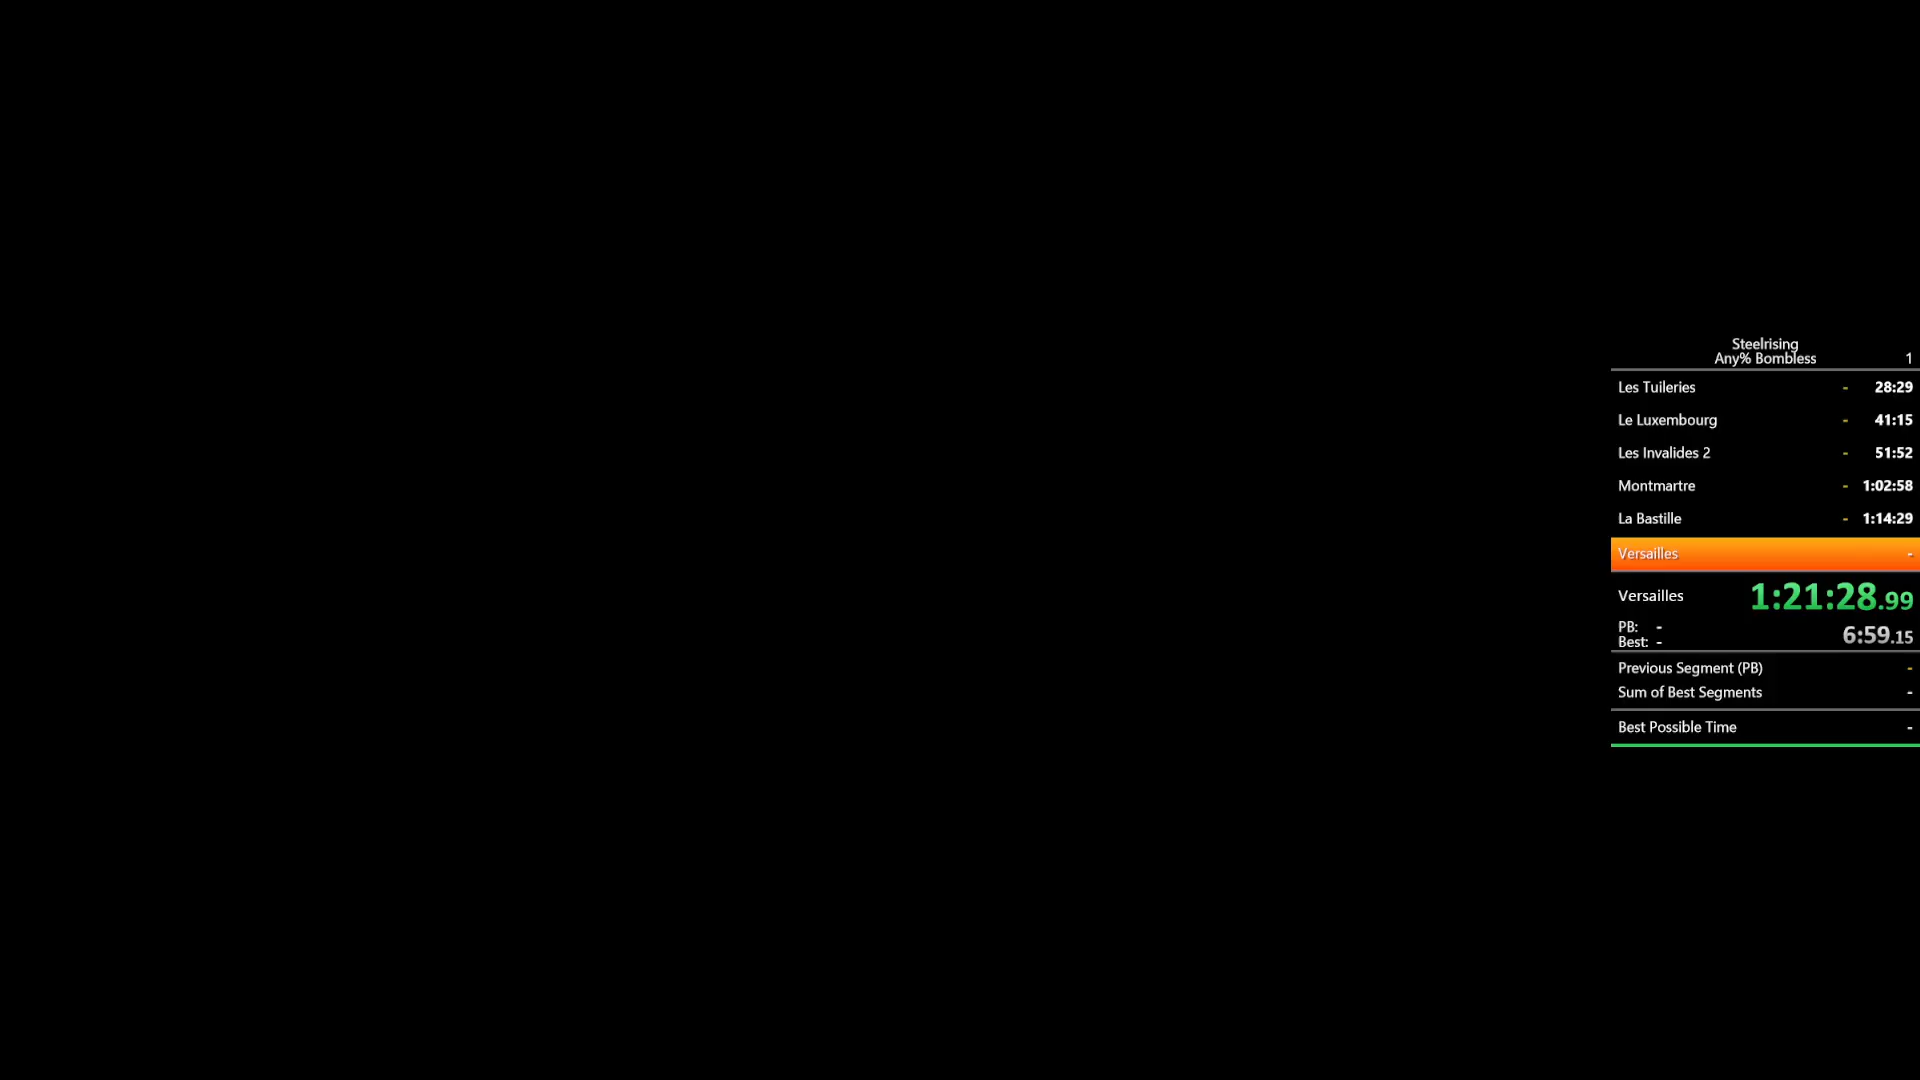 Steelrising
Any% Bombless 1
Les Tuileries - 28:29
Le Luxembourg - 41:15
Les Invalides 2 - 51:52
Montmartre - 1:02:58
La Bastille - 1:14:29
Versailles -
Versailles 1:21:28.99
PB: - 6:59.15
Best: -
Previous Segment (PB) -
Sum of Best Segments -
Best Possible Time -